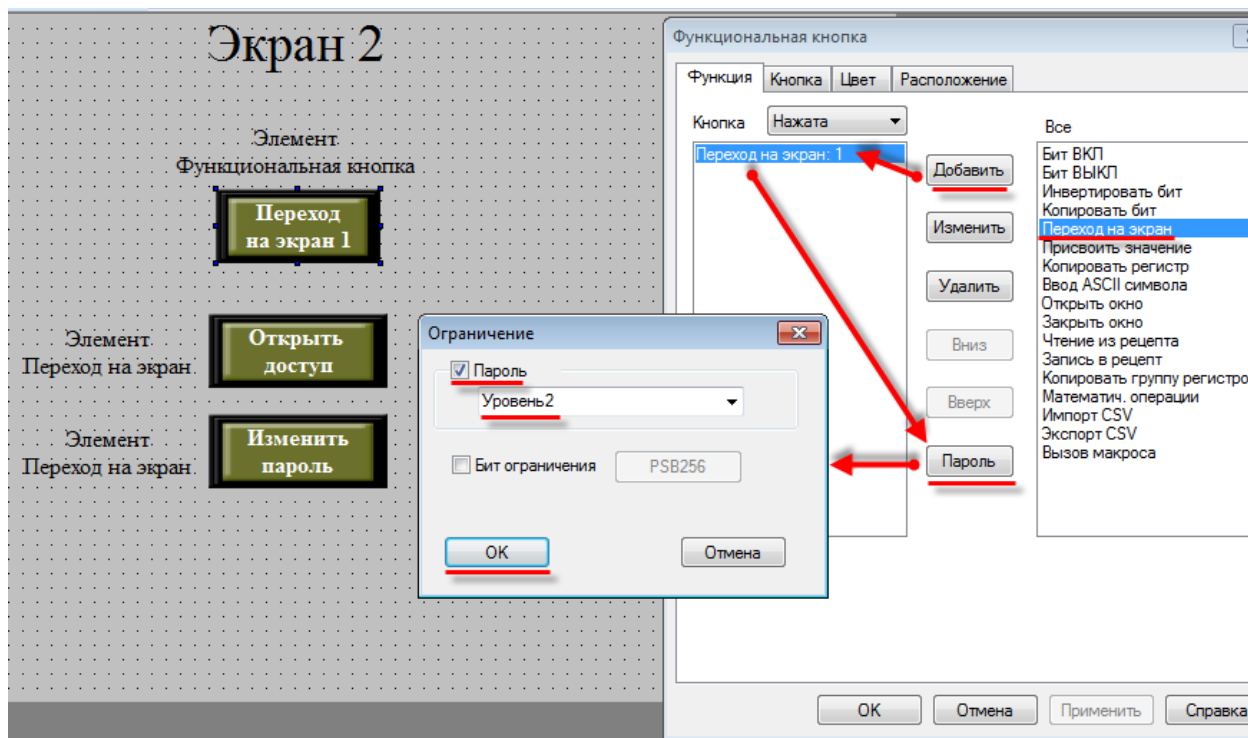 Экран 2
Элемент
Функциональная кнопка
Переход
на экран 1
Элемент
Переход на экран
Открыть
доступ
Элемент
Переход на экран
Изменить
пароль
Функциональная кнопка
Функция
Кнопка
Цвет
Расположение
Кнопка
Нажата
Переход на экран: 1
Добавить
Изменить
Удалить
Вниз
Вверх
Пароль
Все
Бит ВКЛ
Бит ВЫКЛ
Инвертировать бит
Копировать бит
Переход на экран
Присвоить значение
Копировать регистр
Ввод ASCII символа
Открыть окно
Закрыть окно
Чтение из рецепта
Запись в рецепт
Копировать группу регистро
Математич. операции
Импорт CSV
Экспорт CSV
Вызов макроса
Ограничение
Пароль
Уровень2
Бит ограничения
PSB256
OK
Отмена
OK
Отмена
Применить
Справка